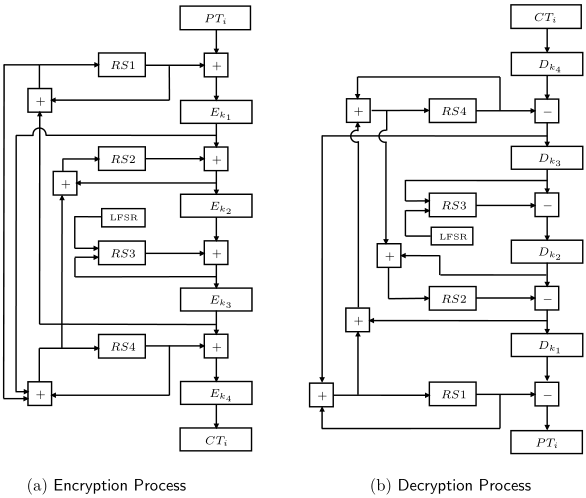 PT_i
RS1
+
+
E_{k_1}
RS2
+
+
E_{k_2}
LFSR
RS3
+
E_{k_3}
RS4
+
+
E_{k_4}
CT_i
(a) Encryption Process
CT_i
D_{k_4}
+
RS4
−
D_{k_3}
RS3
−
LFSR
D_{k_2}
+
RS2
−
+
D_{k_1}
+
RS1
−
PT_i
(b) Decryption Process